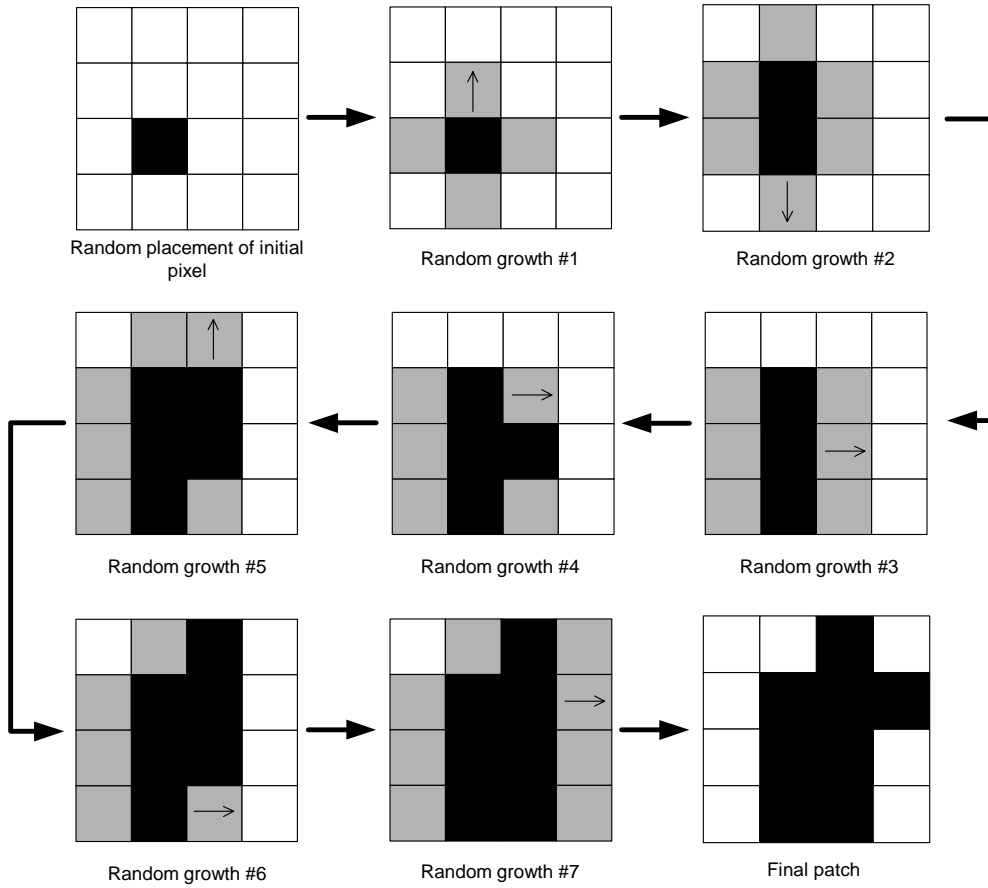 Random placement of initial
pixel
Random growth #1
Random growth #2
Random growth #5
Random growth #4
Random growth #3
Random growth #6
Random growth #7
Final patch